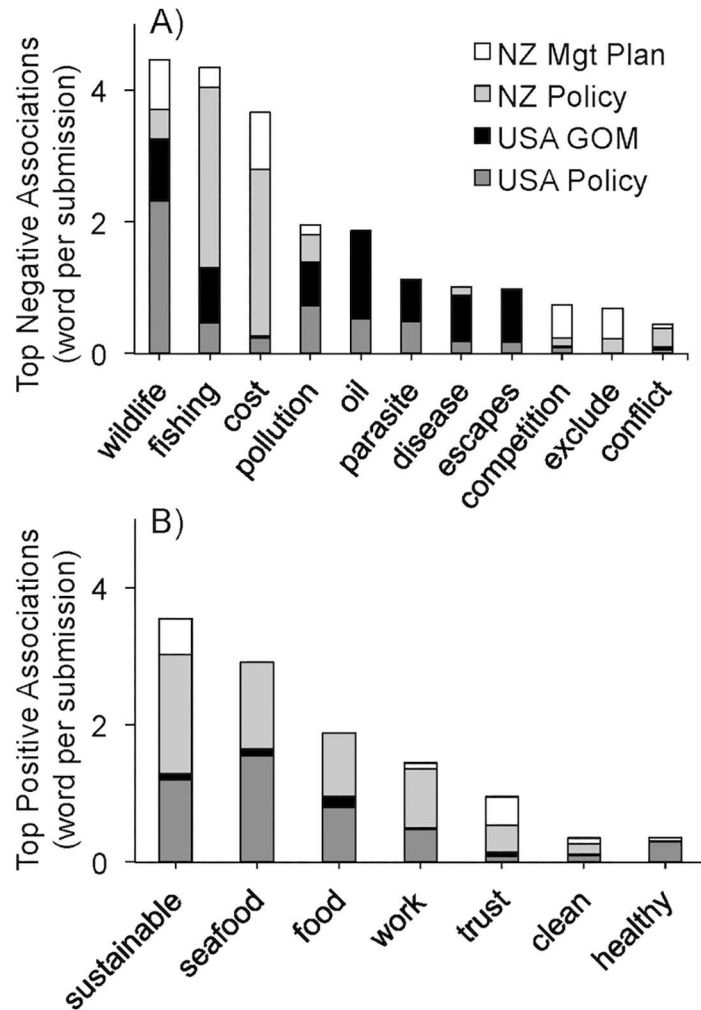 A)
Top Negative Associations
(word per submission)
4
2
0
NZ Mgt Plan
NZ Policy
USA GOM
USA Policy
wildlife
fishing
cost
pollution
oil
parasite
disease
escapes
competition
exclude
conflict
B)
Top Positive Associations
(word per submission)
4
2
0
sustainable
seafood
food
work
trust
clean
healthy